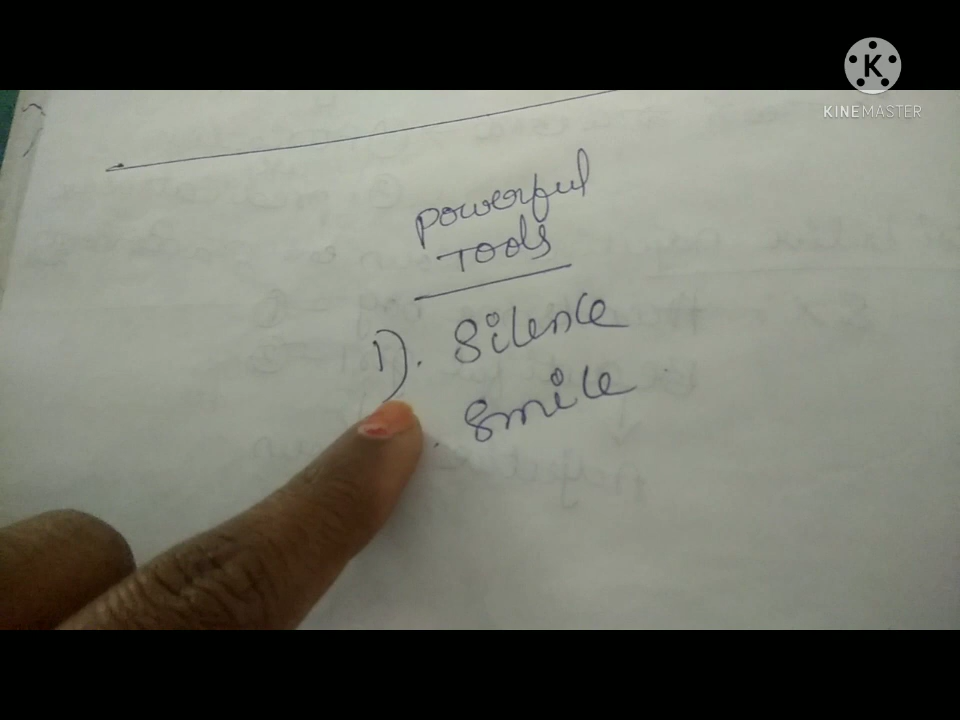 KINEMASTER
Powerful
TOOls
1). Silence
. Smile